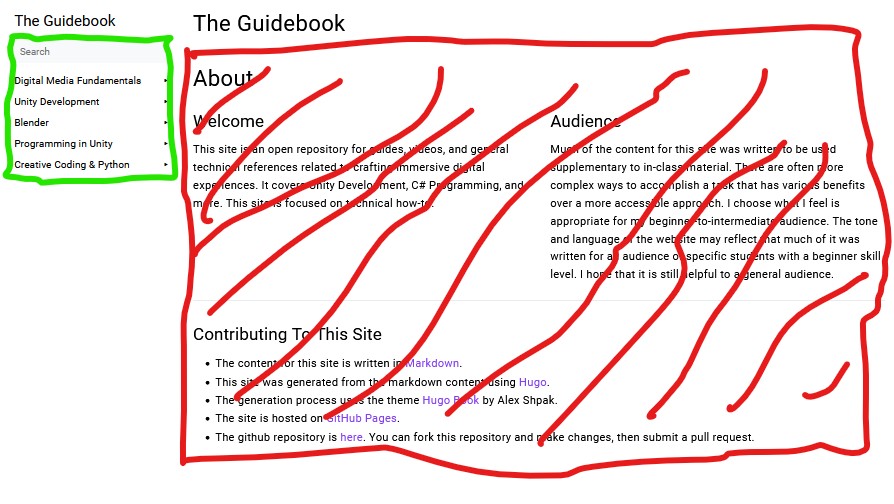 The Guidebook
Search
Digital Media Fundamentals
Unity Development
Blender
Programming in Unity
Creative Coding & Python
The Guidebook
About
Welcome
This site is an open repository for guides, videos, and general
technical references related to crafting immersive digital
experiences. It covers Unity Development, C# Programming, and
more. This site is focused on technical how-to.
Audience
Much of the content for this site was written to be used
supplementary to in-class material. There are often more
complex ways to accomplish a task that has various benefits
over a more accessible approach. I choose what I feel is
appropriate for my beginner-to-intermediate audience. The tone
and language of the website may reflect that much of it was
written for an audience of specific students with a beginner skill
level. I hope that it is still helpful to a general audience.
Contributing To This Site
The content for this site is written in Markdown.
This site was generated from the markdown content using Hugo.
The generation process uses the theme Hugo Book by Alex Shpak.
The site is hosted on GitHub Pages.
The github repository is here. You can fork this repository and make changes, then submit a pull request.